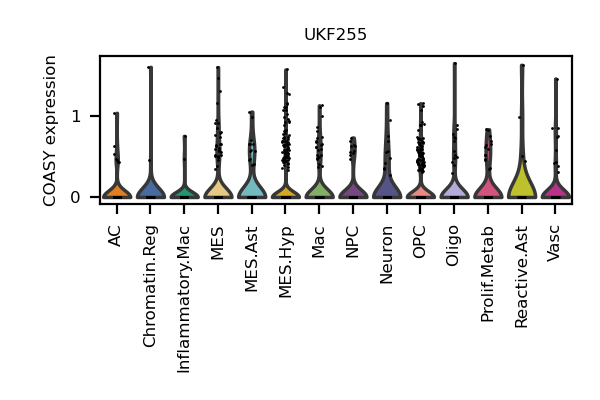 UKF255
COASY expression
1
0
AC
Chromatin.Reg
Inflammatory.Mac
MES
MES.Ast
MES.Hyp
Mac
NPC
Neuron
OPC
Oligo
Prolif.Metab
Reactive.Ast
Vasc